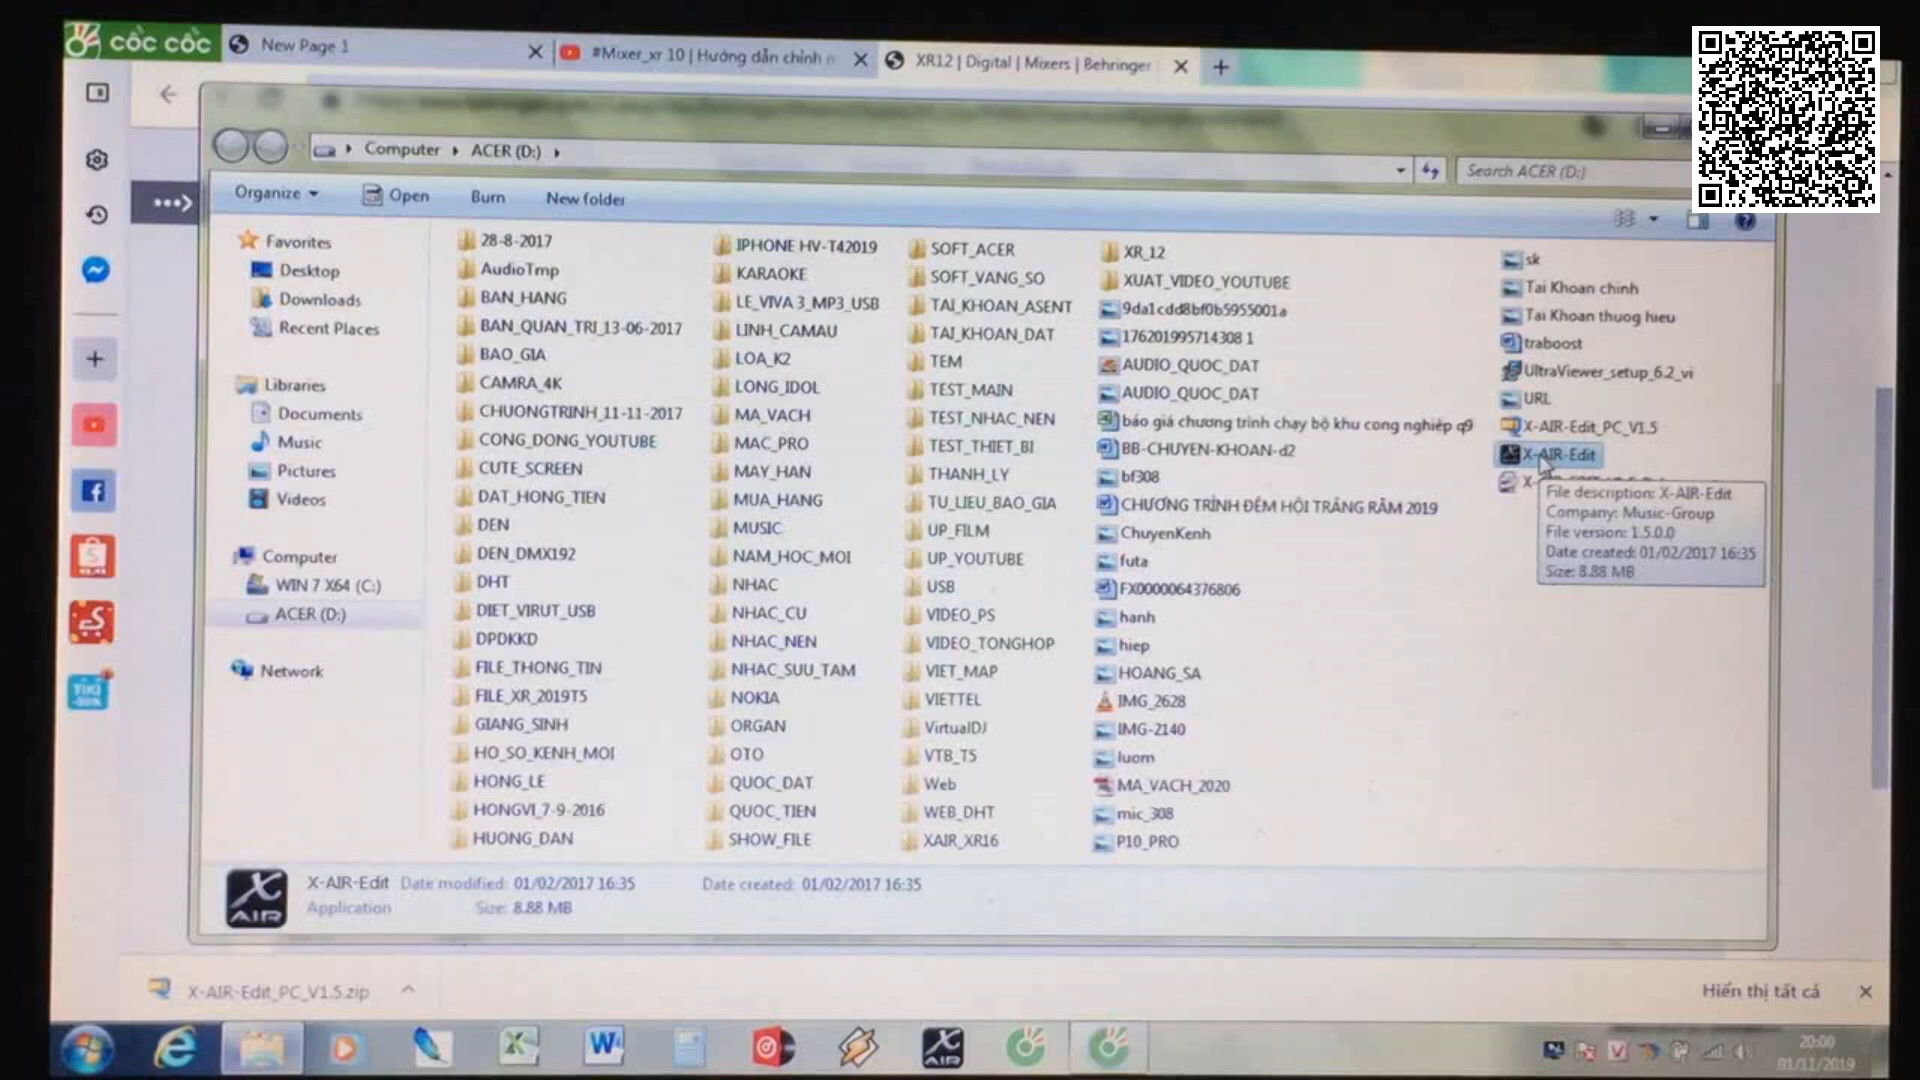 cốc cốc
New Page 1
#Mixer_xr 10 | Hướng dẫn chỉnh n
XR12 | Digital | Mixers | Behringer
Computer
ACER (D:)
Search ACER (D:)
Organize
Open
Burn
New folder
Favorites
Desktop
Downloads
Recent Places
Libraries
Documents
Music
Pictures
Videos
Computer
WIN 7 X64 (C:)
ACER (D:)
Network
28-8-2017
AudioTmp
BAN_HANG
BAN_QUAN_TRI_13-06-2017
BAO_GIA
CAMRA_4K
CHUONGTRINH_11-11-2017
CONG_DONG_YOUTUBE
CUTE_SCREEN
DAT_HONG_TIEN
DEN
DEN_DMX192
DHT
DIET_VIRUT_USB
DPDKKD
FILE_THONG_TIN
FILE_XR_2019T5
GIANG_SINH
HO_SO_KENH_MOI
HONG_LE
HONGVI_7-9-2016
HUONG_DAN
IPHONE HV-T42019
KARAOKE
LE_VIVA 3_MP3_USB
LINH_CAMAU
LOA_K2
LONG_IDOL
MA_VACH
MAC_PRO
MAY_HAN
MUA_HANG
MUSIC
NAM_HOC_MOI
NHAC
NHAC_CU
NHAC_NEN
NHAC_SUU_TAM
NOKIA
ORGAN
OTO
QUOC_DAT
QUOC_TIEN
SHOW_FILE
SOFT_ACER
SOFT_VANG_SO
TAI_KHOAN_ASENT
TAI_KHOAN_DAT
TEM
TEST_MAIN
TEST_NHAC_NEN
TEST_THIET_BI
THANH_LY
TU_LIEU_BAO_GIA
UP_FILM
UP_YOUTUBE
USB
VIDEO_PS
VIDEO_TONGHOP
VIET_MAP
VIETTEL
VirtualDJ
VTB_T5
Web
WEB_DHT
XAIR_XR16
XR_12
XUAT_VIDEO_YOUTUBE
9da1cdd8bf0b5955001a
176201995714308 1
AUDIO_QUOC_DAT
AUDIO_QUOC_DAT
báo giá chương trình chạy bộ khu cong nghiệp q9
BB-CHUYEN-KHOAN-d2
bf308
CHƯƠNG TRÌNH ĐÊM HỘI TRĂNG RẰM 2019
ChuyenKenh
futa
FX0000064376806
hanh
hiep
HOANG_SA
IMG_2628
IMG-2140
luom
MA_VACH_2020
mic_308
P10_PRO
sk
Tai Khoan chinh
Tai Khoan thuog hieu
traboost
UltraViewer_setup_6.2_vi
URL
X-AIR-Edit_PC_V1.5
X-AIR-Edit
File description: X-AIR-Edit
Company: Music-Group
File version: 1.5.0.0
Date created: 01/02/2017 16:35
Size: 8.88 MB
X AIR
X-AIR-Edit Date modified: 01/02/2017 16:35 Date created: 01/02/2017 16:35
Application Size: 8.88 MB
X-AIR-Edit_PC_V1.5.zip
Hiển thị tất cả
TIKI
X AIR
20:00
01/11/2019